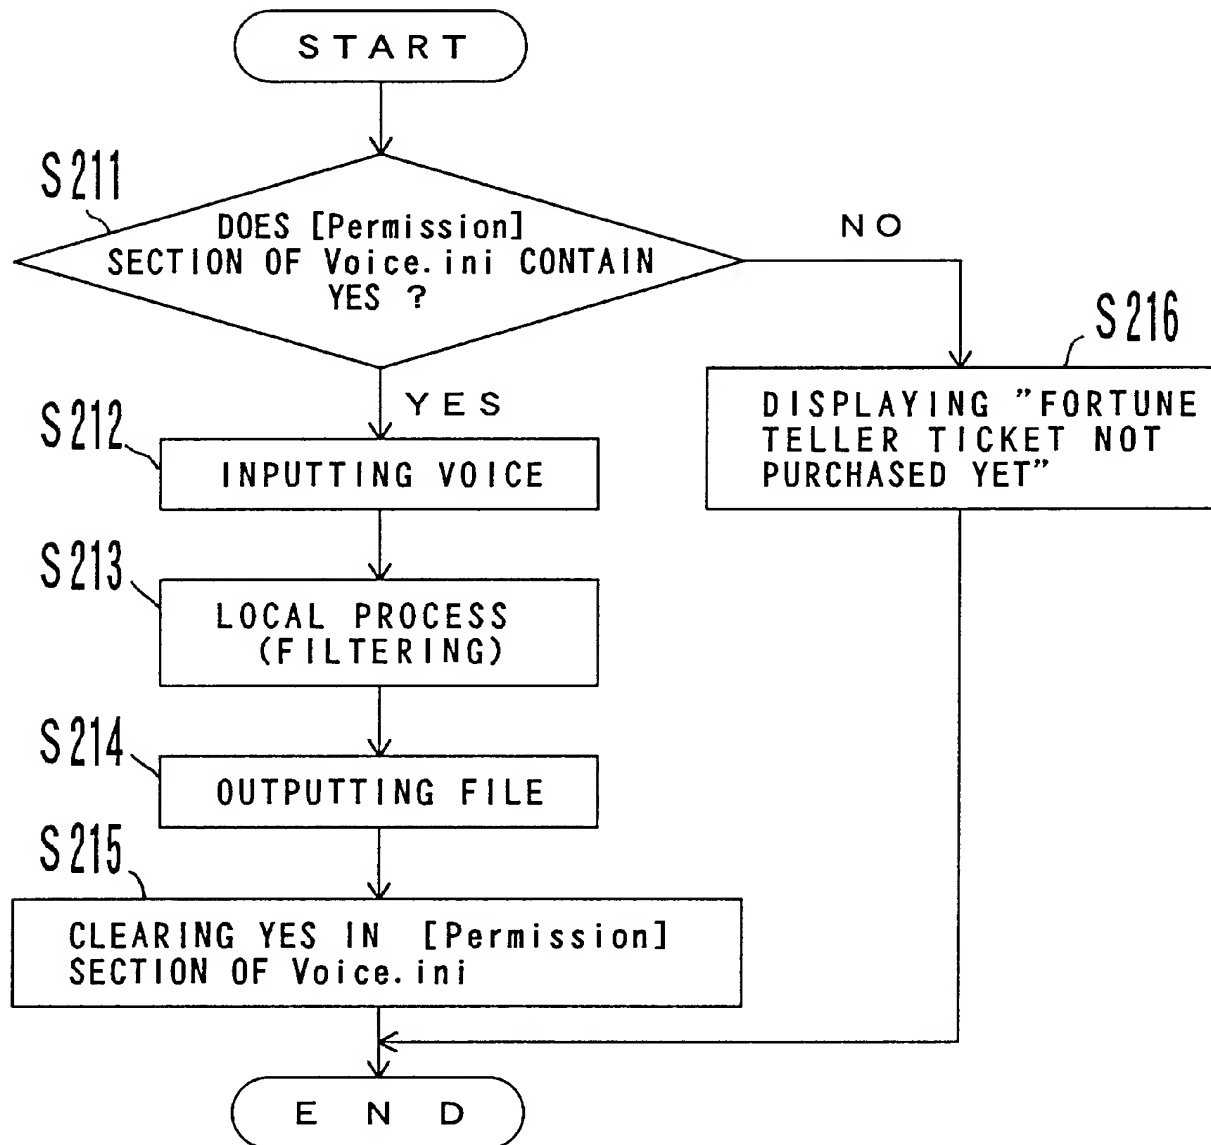 START
S211
DOES [Permission]
SECTION OF Voice.ini CONTAIN
YES ?
NO
YES
S216
DISPLAYING "FORTUNE
TELLER TICKET NOT
PURCHASED YET"
S212
INPUTTING VOICE
S213
LOCAL PROCESS
(FILTERING)
S214
OUTPUTTING FILE
S215
CLEARING YES IN [Permission]
SECTION OF Voice.ini
END